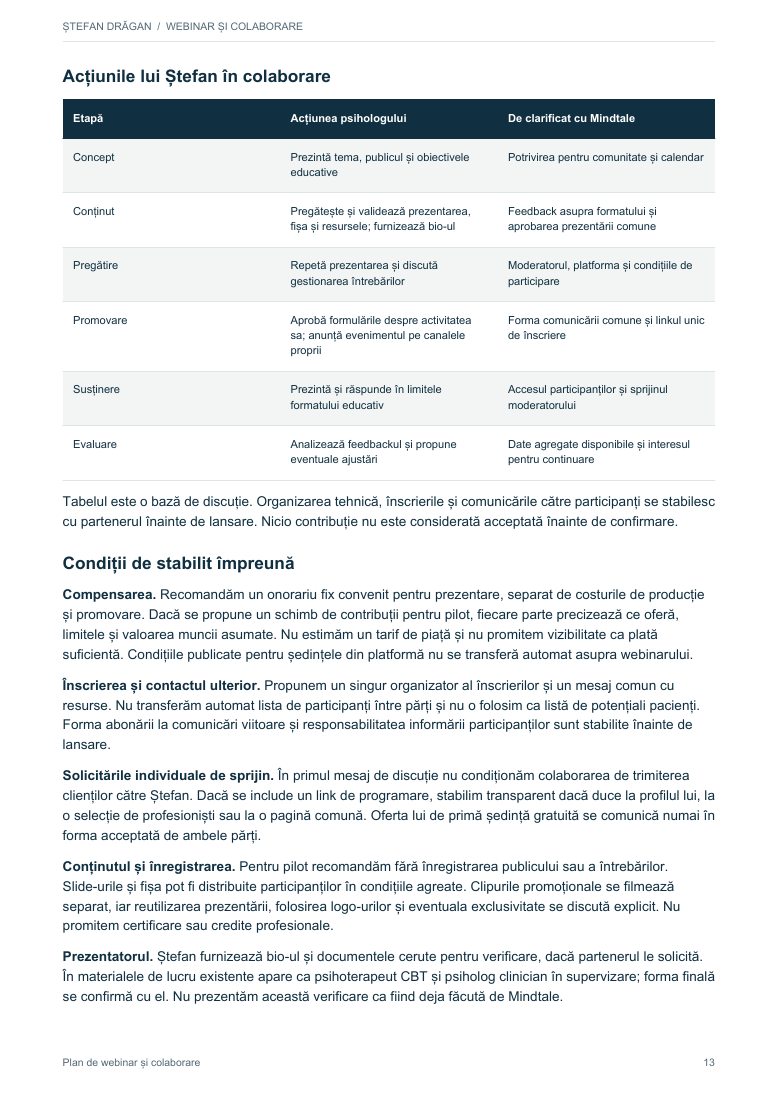 ȘTEFAN DRĂGAN / WEBINAR ȘI COLABORARE
Acțiunile lui Ștefan în colaborare
Etapă Acțiunea psihologului De clarificat cu Mindtale
Concept Prezintă tema, publicul și obiectivele Potrivirea pentru comunitate și calendar
educative
Conținut Pregătește și validează prezentarea, Feedback asupra formatului și
fișa și resursele; furnizează bio-ul aprobarea prezentării comune
Pregătire Repetă prezentarea și discută Moderatorul, platforma și condițiile de
gestionarea întrebărilor participare
Promovare Aprobă formulările despre activitatea Forma comunicării comune și linkul unic
sa; anunță evenimentul pe canalele de înscriere
proprii
Susținere Prezintă și răspunde în limitele Accesul participanților și sprijinul
formatului educativ moderatorului
Evaluare Analizează feedbackul și propune Date agregate disponibile și interesul
eventuale ajustări pentru continuare
Tabelul este o bază de discuție. Organizarea tehnică, înscrierile și comunicările către participanți se stabilesc
cu partenerul înainte de lansare. Nicio contribuție nu este considerată acceptată înainte de confirmare.
Condiții de stabilit împreună
Compensarea. Recomandăm un onorariu fix convenit pentru prezentare, separat de costurile de producție
și promovare. Dacă se propune un schimb de contribuții pentru pilot, fiecare parte precizează ce oferă,
limitele și valoarea muncii asumate. Nu estimăm un tarif de piață și nu promitem vizibilitate ca plată
suficientă. Condițiile publicate pentru ședințele din platformă nu se transferă automat asupra webinarului.
Înscrierea și contactul ulterior. Propunem un singur organizator al înscrierilor și un mesaj comun cu
resurse. Nu transferăm automat lista de participanți între părți și nu o folosim ca listă de potențiali pacienți.
Forma abonării la comunicări viitoare și responsabilitatea informării participanților sunt stabilite înainte de
lansare.
Solicitările individuale de sprijin. În primul mesaj de discuție nu condiționăm colaborarea de trimiterea
clienților către Ștefan. Dacă se include un link de programare, stabilim transparent dacă duce la profilul lui, la
o selecție de profesioniști sau la o pagină comună. Oferta lui de primă ședință gratuită se comunică numai în
forma acceptată de ambele părți.
Conținutul și înregistrarea. Pentru pilot recomandăm fără înregistrarea publicului sau a întrebărilor.
Slide-urile și fișa pot fi distribuite participanților în condițiile agreate. Clipurile promoționale se filmează
separat, iar reutilizarea prezentării, folosirea logo-urilor și eventuala exclusivitate se discută explicit. Nu
promitem certificare sau credite profesionale.
Prezentatorul. Ștefan furnizează bio-ul și documentele cerute pentru verificare, dacă partenerul le solicită.
În materialele de lucru existente apare ca psihoterapeut CBT și psiholog clinician în supervizare; forma finală
se confirmă cu el. Nu prezentăm această verificare ca fiind deja făcută de Mindtale.
Plan de webinar și colaborare 13